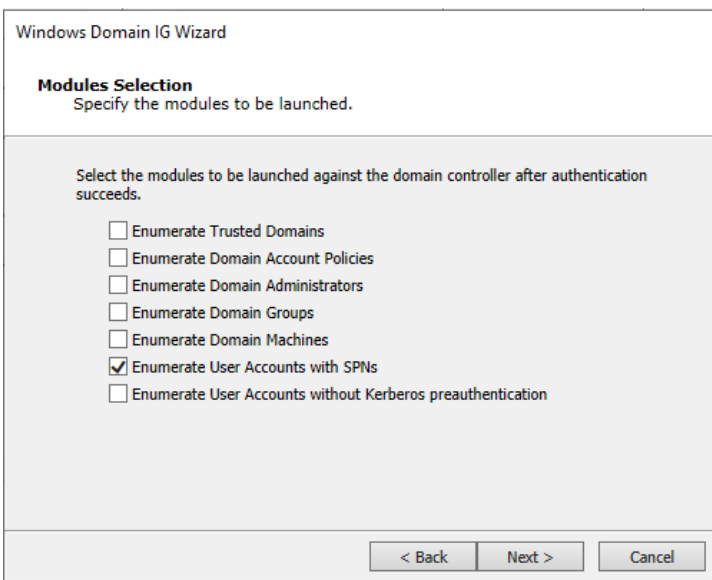 Windows Domain IG Wizard
Modules Selection
Specify the modules to be launched.
Select the modules to be launched against the domain controller after authentication
succeeds.
Enumerate Trusted Domains
Enumerate Domain Account Policies
Enumerate Domain Administrators
Enumerate Domain Groups
Enumerate Domain Machines
Enumerate User Accounts with SPNs
Enumerate User Accounts without Kerberos preauthentication
< Back Next > Cancel